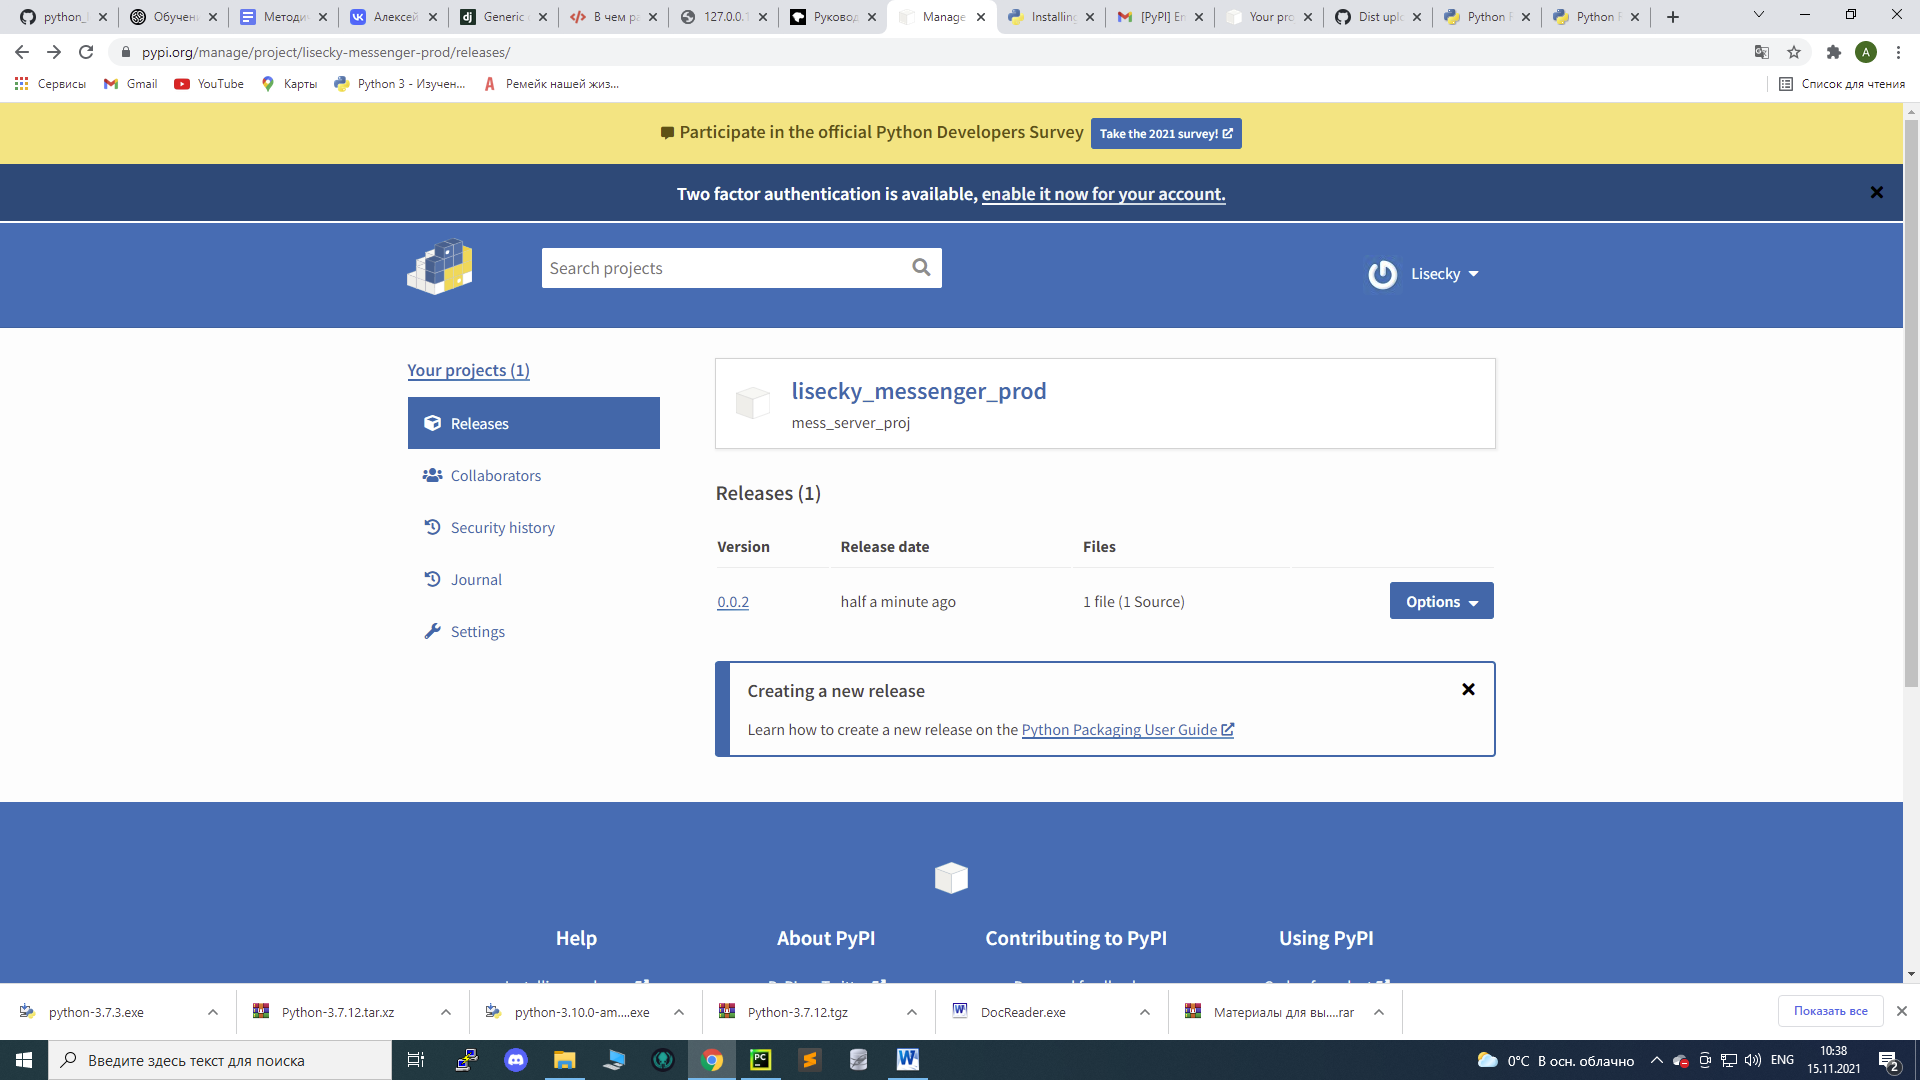 python_
Обучени
Методи
Алексей
Generic
В чем ра
127.0.0.1
Руковод
Manage
Installing
[PyPI] Em
Your pro
Dist uplo
Python
Python
pypi.org/manage/project/lisecky-messenger-prod/releases/
A
Сервисы
Gmail
YouTube
Карты
Python 3 - Изучен...
Ремейк нашей жиз...
Список для чтения
Participate in the official Python Developers Survey
Take the 2021 survey!
Two factor authentication is available, enable it now for your account.
Search projects
Lisecky
Your projects (1)
Releases
Collaborators
Security history
Journal
Settings
lisecky_messenger_prod
mess_server_proj
Releases (1)
Version Release date Files
0.0.2 half a minute ago 1 file (1 Source) Options
Creating a new release
Learn how to create a new release on the Python Packaging User Guide
Help
About PyPI
Contributing to PyPI
Using PyPI
python-3.7.3.exe
Python-3.7.12.tar.xz
python-3.10.0-am....exe
Python-3.7.12.tgz
DocReader.exe
Материалы для вы....rar
Показать все
Введите здесь текст для поиска
0°C В осн. облачно
ENG
10:38
15.11.2021
2